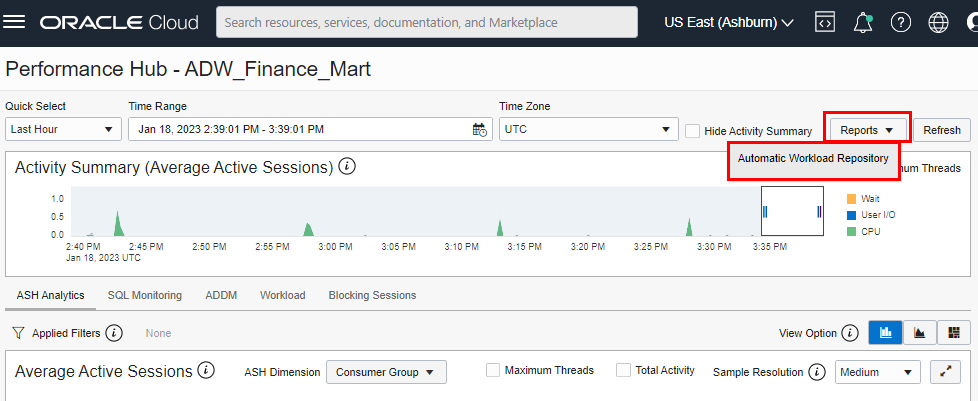 ORACLE Cloud
Search resources, services, documentation, and Marketplace
US East (Ashburn)
Performance Hub - ADW_Finance_Mart
Quick Select
Time Range
Time Zone
Last Hour
Jan 18, 2023 2:39:01 PM - 3:39:01 PM
UTC
Hide Activity Summary
Reports
Refresh
Automatic Workload Repository
Activity Summary (Average Active Sessions)
Threads
1.0
0.5
0.0
2:40 PM 2:45 PM 2:50 PM 2:55 PM 3:00 PM 3:05 PM 3:10 PM 3:15 PM 3:20 PM 3:25 PM 3:30 PM 3:35 PM
Jan 18, 2023 UTC
Wait
User I/O
CPU
ASH Analytics SQL Monitoring ADDM Workload Blocking Sessions
Applied Filters
None
View Option
Average Active Sessions
ASH Dimension
Consumer Group
Maximum Threads
Total Activity
Sample Resolution
Medium